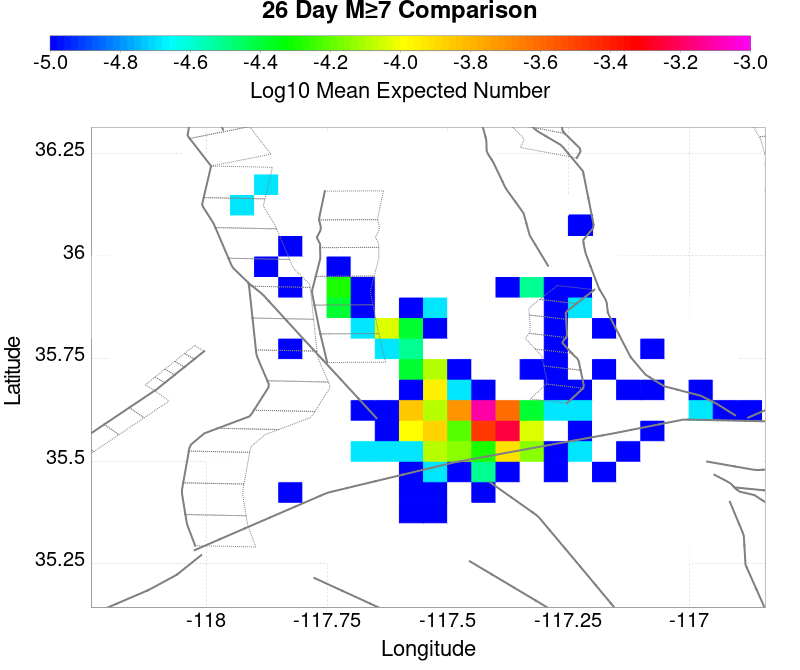 26 Day M≥7 Comparison
-5.0 -4.8 -4.6 -4.4 -4.2 -4.0 -3.8 -3.6 -3.4 -3.2 -3.0
Log10 Mean Expected Number
36.25
36
35.75
35.5
35.25
Latitude
-118 -117.75 -117.5 -117.25 -117
Longitude